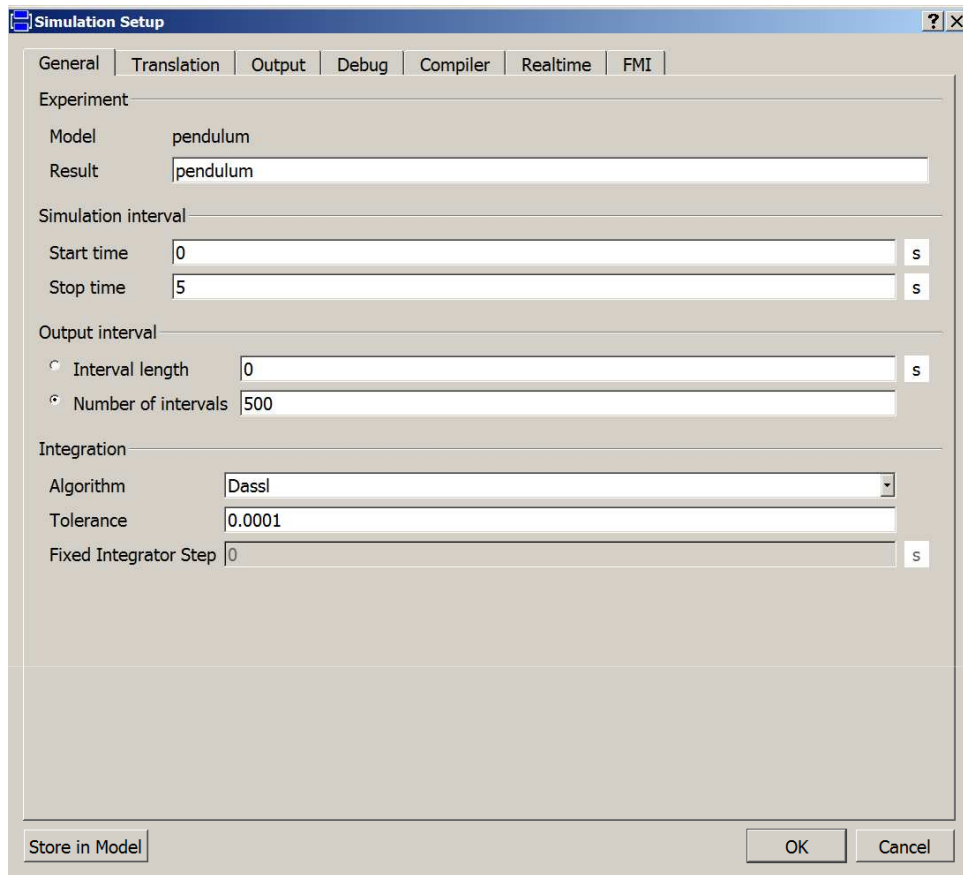 Simulation Setup ? X
General Translation Output Debug Compiler Realtime FMI
Experiment
Model pendulum
Result pendulum
Simulation interval
Start time 0 s
Stop time 5 s
Output interval
Interval length 0 s
Number of intervals 500
Integration
Algorithm Dassl
Tolerance 0.0001
Fixed Integrator Step 0 s
Store in Model OK Cancel